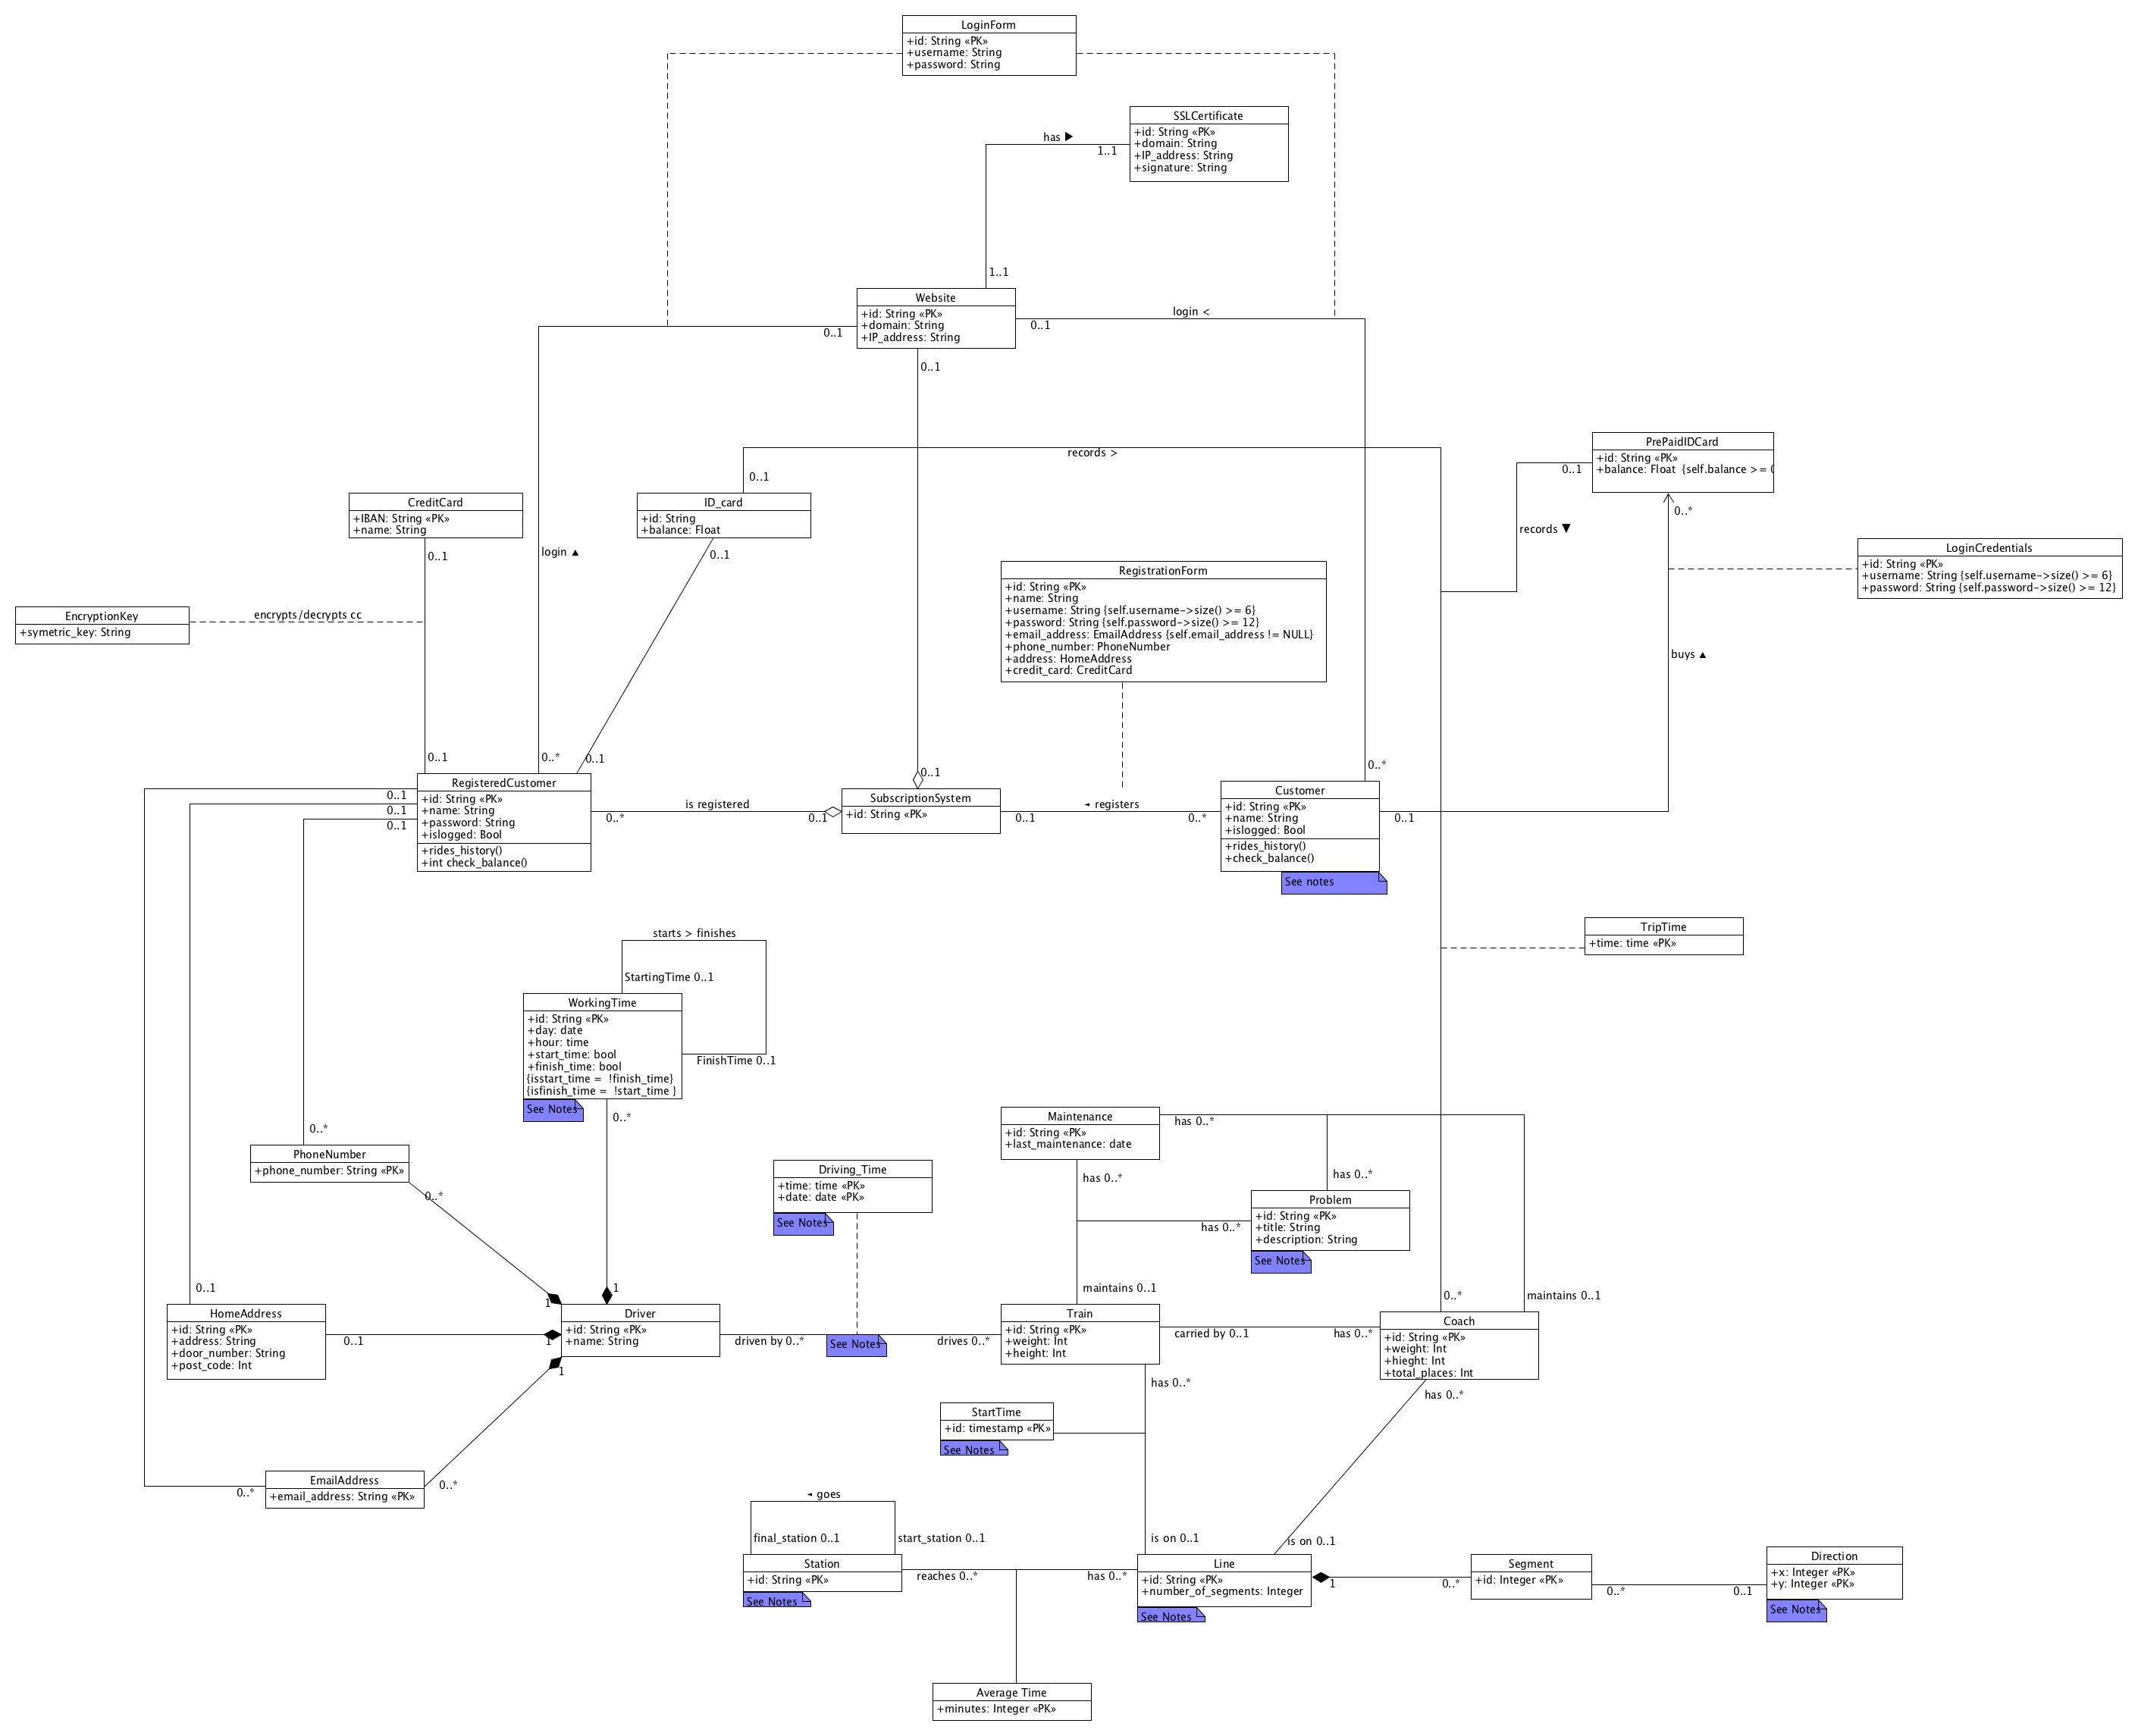 LoginForm
+id: String «PK»
+username: String
+password: String
SSLCertificate
+id: String «PK»
+domain: String
+IP_address: String
+signature: String
has ▶
1..1
1..1
Website
+id: String «PK»
+domain: String
+IP_address: String
0..1
login <
0..1
0..1
records >
0..1
PrePaidIDCard
+id: String «PK»
+balance: Float {self.balance >= 0
0..1
0..*
records ▼
CreditCard
+IBAN: String «PK»
+name: String
0..1
ID_card
+id: String
+balance: Float
0..1
login ▲
LoginCredentials
+id: String «PK»
+username: String {self.username->size() >= 6}
+password: String {self.password->size() >= 12}
RegistrationForm
+id: String «PK»
+name: String
+username: String {self.username->size() >= 6}
+password: String {self.password->size() >= 12}
+email_address: EmailAddress {self.email_address != NULL}
+phone_number: PhoneNumber
+address: HomeAddress
+credit_card: CreditCard
EncryptionKey
+symetric_key: String
encrypts/decrypts cc
buys ▲
0..1
0..*
0..1
0..1
0..*
RegisteredCustomer
+id: String «PK»
+name: String
+password: String
+islogged: Bool
+rides_history()
+int check_balance()
0..1
0..1
0..1
is registered
0..*
0..1
SubscriptionSystem
+id: String «PK»
◄ registers
0..1
0..*
Customer
+id: String «PK»
+name: String
+islogged: Bool
+rides_history()
+check_balance()
See notes
0..1
TripTime
+time: time «PK»
starts > finishes
StartingTime 0..1
WorkingTime
+id: String «PK»
+day: date
+hour: time
+start_time: bool
+finish_time: bool
{isstart_time = !finish_time}
{isfinish_time = !start_time }
See Notes
FinishTime 0..1
0..*
Maintenance
+id: String «PK»
+last_maintenance: date
has 0..*
has 0..*
has 0..*
0..*
PhoneNumber
+phone_number: String «PK»
0..*
Driving_Time
+time: time «PK»
+date: date «PK»
See Notes
Problem
+id: String «PK»
+title: String
+description: String
See Notes
has 0..*
0..1
1
1
maintains 0..1
0..*
maintains 0..1
HomeAddress
+id: String «PK»
+address: String
+door_number: String
+post_code: Int
0..1
1
Driver
+id: String «PK»
+name: String
1
driven by 0..*
See Notes
drives 0..*
Train
+id: String «PK»
+weight: Int
+height: Int
carried by 0..1
has 0..*
Coach
+id: String «PK»
+weight: Int
+hieght: Int
+total_places: Int
has 0..*
has 0..*
StartTime
+id: timestamp «PK»
See Notes
EmailAddress
+email_address: String «PK»
0..*
0..*
◄ goes
final_station 0..1
start_station 0..1
is on 0..1
is on 0..1
Station
+id: String «PK»
See Notes
reaches 0..*
has 0..*
Line
+id: String «PK»
+number_of_segments: Integer
See Notes
1
0..*
Segment
+id: Integer «PK»
0..*
0..1
Direction
+x: Integer «PK»
+y: Integer «PK»
See Notes
Average Time
+minutes: Integer «PK»